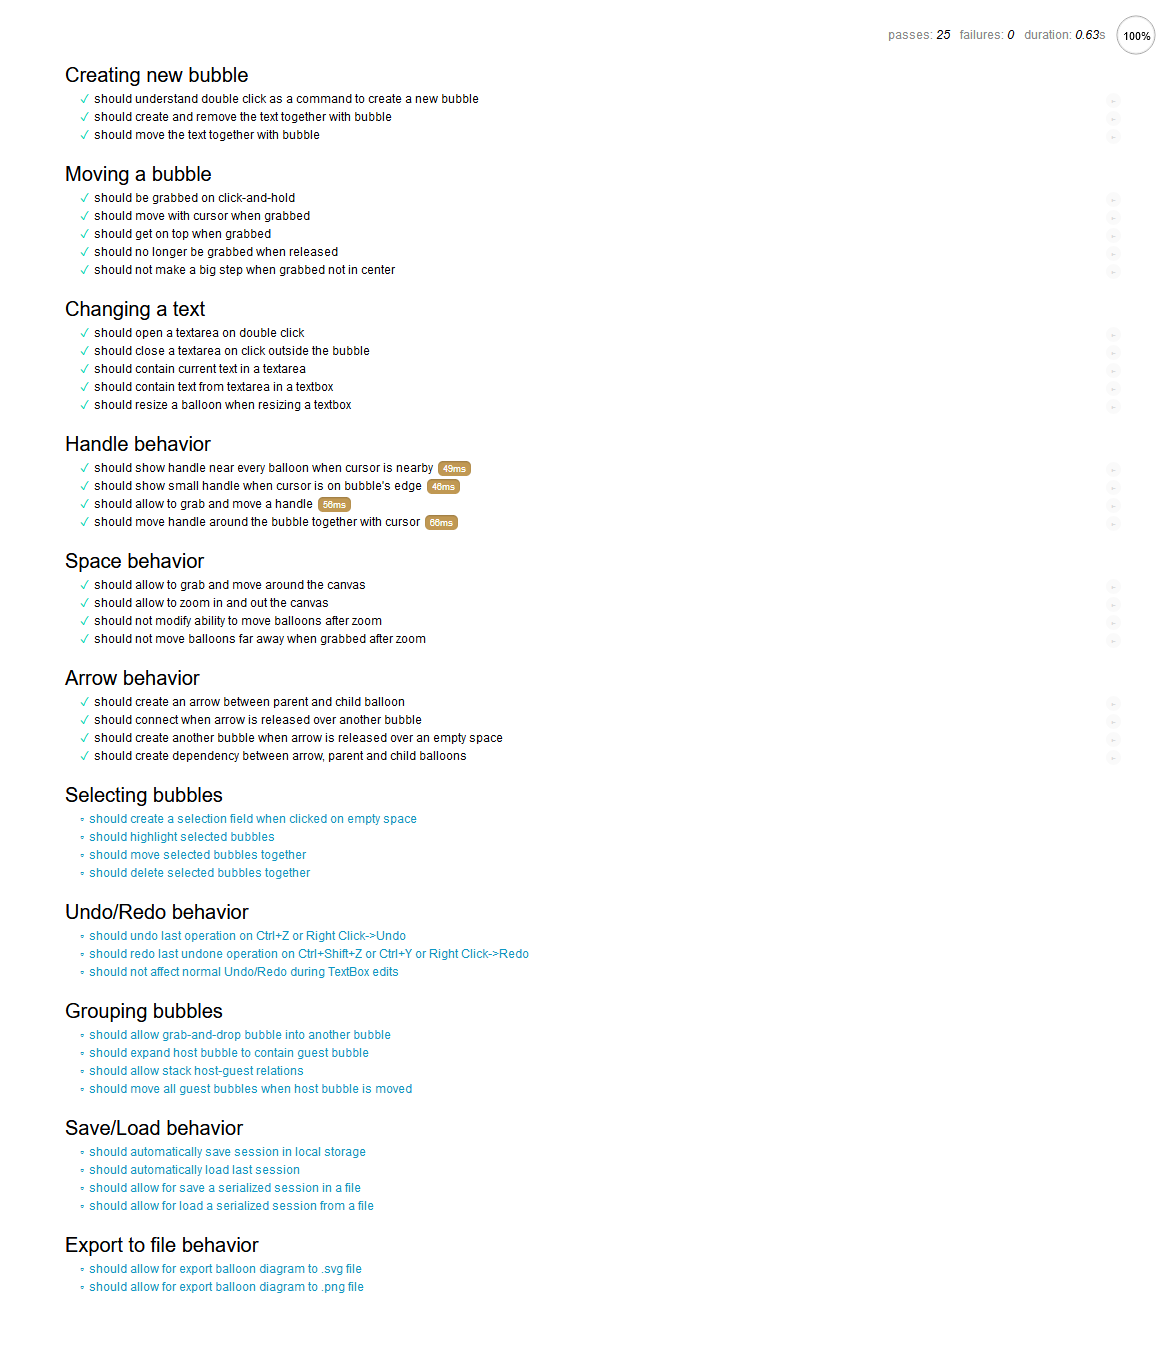 passes: 25 failures: 0 duration: 0.63s 100%
Creating new bubble
✓ should understand double click as a command to create a new bubble
✓ should create and remove the text together with bubble
✓ should move the text together with bubble
Moving a bubble
✓ should be grabbed on click-and-hold
✓ should move with cursor when grabbed
✓ should get on top when grabbed
✓ should no longer be grabbed when released
✓ should not make a big step when grabbed not in center
Changing a text
✓ should open a textarea on double click
✓ should close a textarea on click outside the bubble
✓ should contain current text in a textarea
✓ should contain text from textarea in a textbox
✓ should resize a balloon when resizing a textbox
Handle behavior
✓ should show handle near every balloon when cursor is nearby 49ms
✓ should show small handle when cursor is on bubble's edge 46ms
✓ should allow to grab and move a handle 56ms
✓ should move handle around the bubble together with cursor 66ms
Space behavior
✓ should allow to grab and move around the canvas
✓ should allow to zoom in and out the canvas
✓ should not modify ability to move balloons after zoom
✓ should not move balloons far away when grabbed after zoom
Arrow behavior
✓ should create an arrow between parent and child balloon
✓ should connect when arrow is released over another bubble
✓ should create another bubble when arrow is released over an empty space
✓ should create dependency between arrow, parent and child balloons
Selecting bubbles
should create a selection field when clicked on empty space
should highlight selected bubbles
should move selected bubbles together
should delete selected bubbles together
Undo/Redo behavior
should undo last operation on Ctrl+Z or Right Click->Undo
should redo last undone operation on Ctrl+Shift+Z or Ctrl+Y or Right Click->Redo
should not affect normal Undo/Redo during TextBox edits
Grouping bubbles
should allow grab-and-drop bubble into another bubble
should expand host bubble to contain guest bubble
should allow stack host-guest relations
should move all guest bubbles when host bubble is moved
Save/Load behavior
should automatically save session in local storage
should automatically load last session
should allow for save a serialized session in a file
should allow for load a serialized session from a file
Export to file behavior
should allow for export balloon diagram to .svg file
should allow for export balloon diagram to .png file